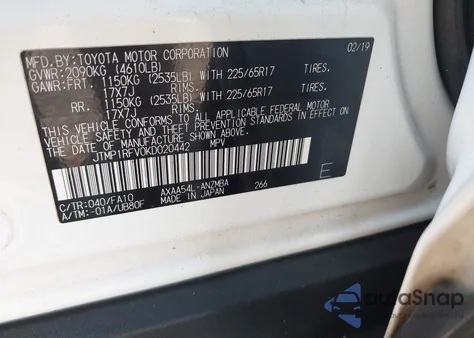 MFD.BY:TOYOTA MOTOR CORPORATION 02/19
GVWR:2090KG (4610LB)
GAWR:FRT. 1150KG (2535LB) WITH 225/65R17 TIRES.
17X7J RIMS.
RR. 1150KG (2535LB) WITH 225/65R17 TIRES.
17X7J RIMS.
THIS VEHICLE CONFORMS TO ALL APPLICABLE FEDERAL MOTOR
VEHICLE SAFETY AND THEFT PREVENTION STANDARDS IN EFFECT ON
THE DATE OF MANUFACTURE SHOWN ABOVE.
JTMP1RFV0KD020442 MPV
C/TR:040/FA10 AXAA54L-ANZMBA 266 E
A/TM:-01A/UB80F MADE IN JAPAN
autoSnap